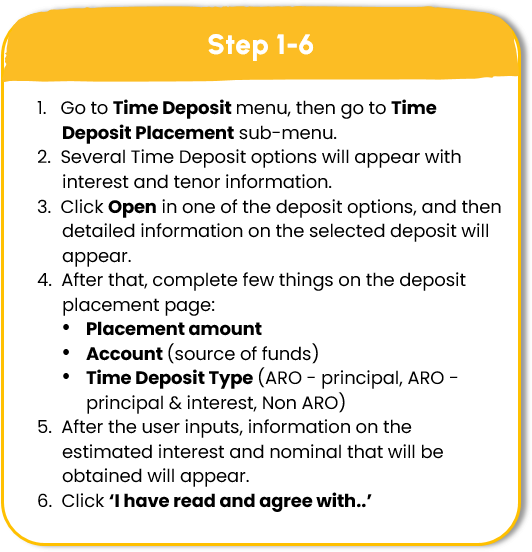 Step 1-6
1. Go to Time Deposit menu, then go to Time
Deposit Placement sub-menu.
2. Several Time Deposit options will appear with
interest and tenor information.
3. Click Open in one of the deposit options, and then
detailed information on the selected deposit will
appear.
4. After that, complete few things on the deposit
placement page:
• Placement amount
• Account (source of funds)
• Time Deposit Type (ARO - principal, ARO -
principal & interest, Non ARO)
5. After the user inputs, information on the
estimated interest and nominal that will be
obtained will appear.
6. Click ‘I have read and agree with..’